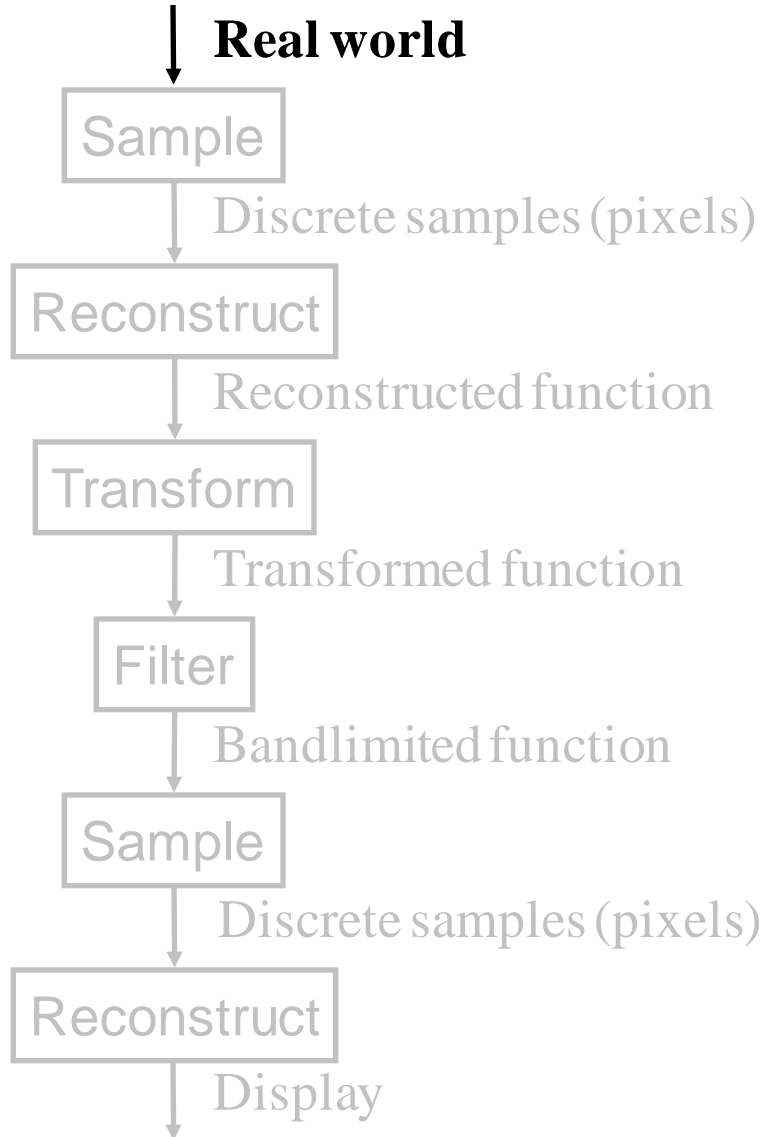 Real world
Sample
Discrete samples (pixels)
Reconstruct
Reconstructed function
Transform
Transformed function
Filter
Bandlimited function
Sample
Discrete samples (pixels)
Reconstruct
Display